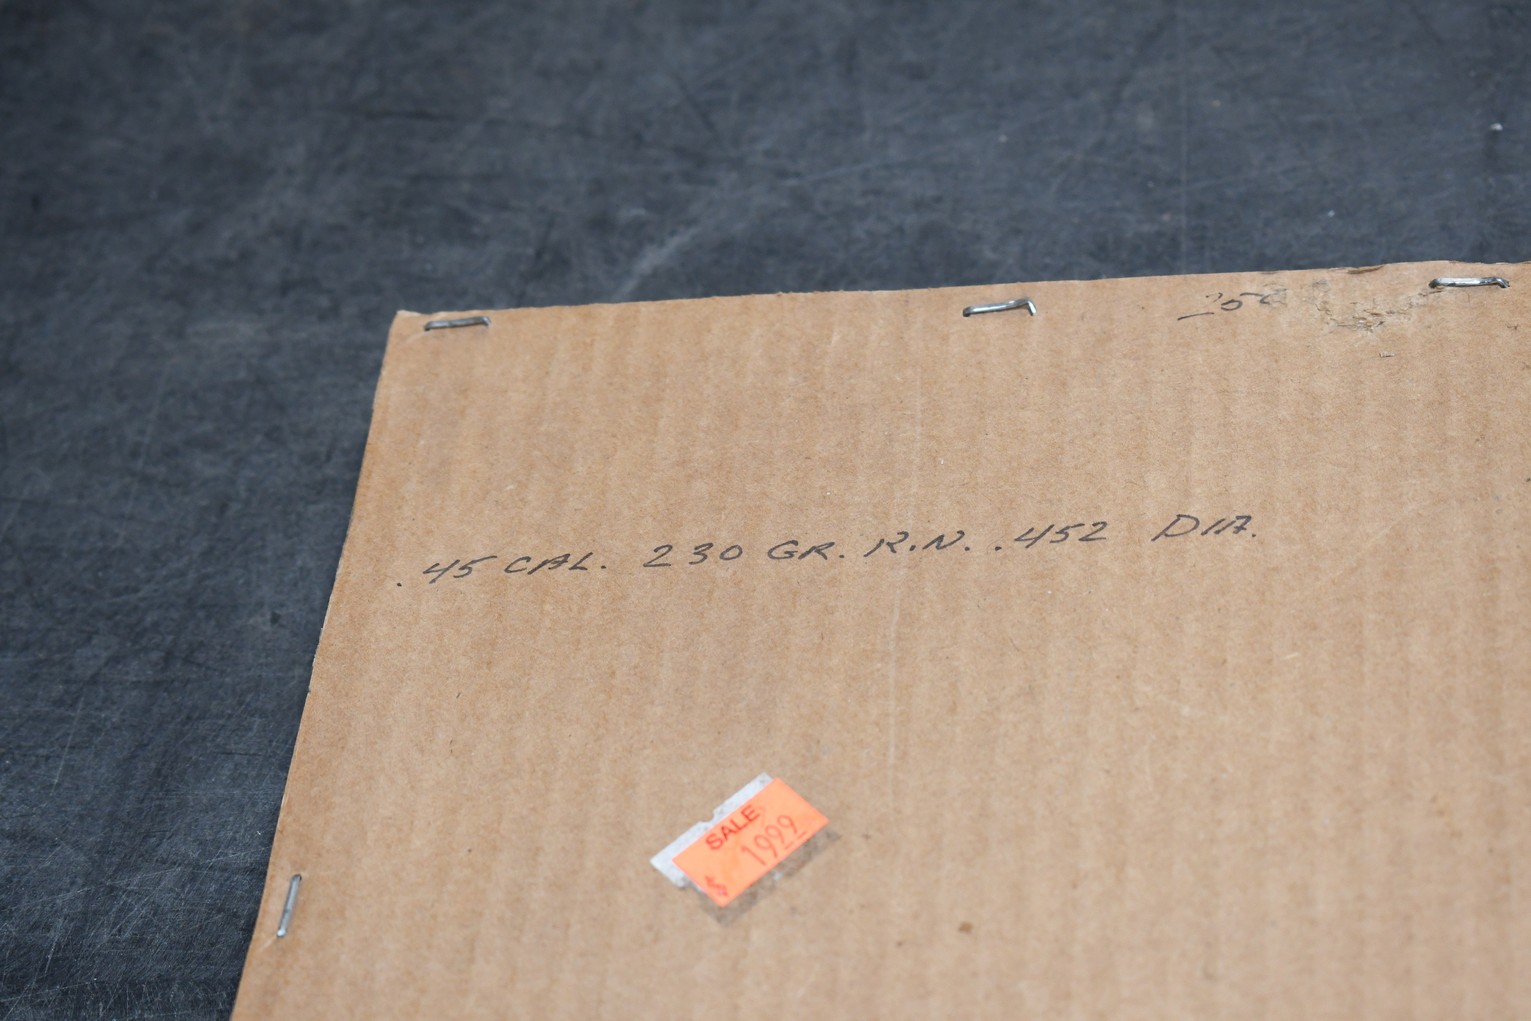 .45 CAL. 230 GR. R.N. .452 DIA.
SALE
$ 1999